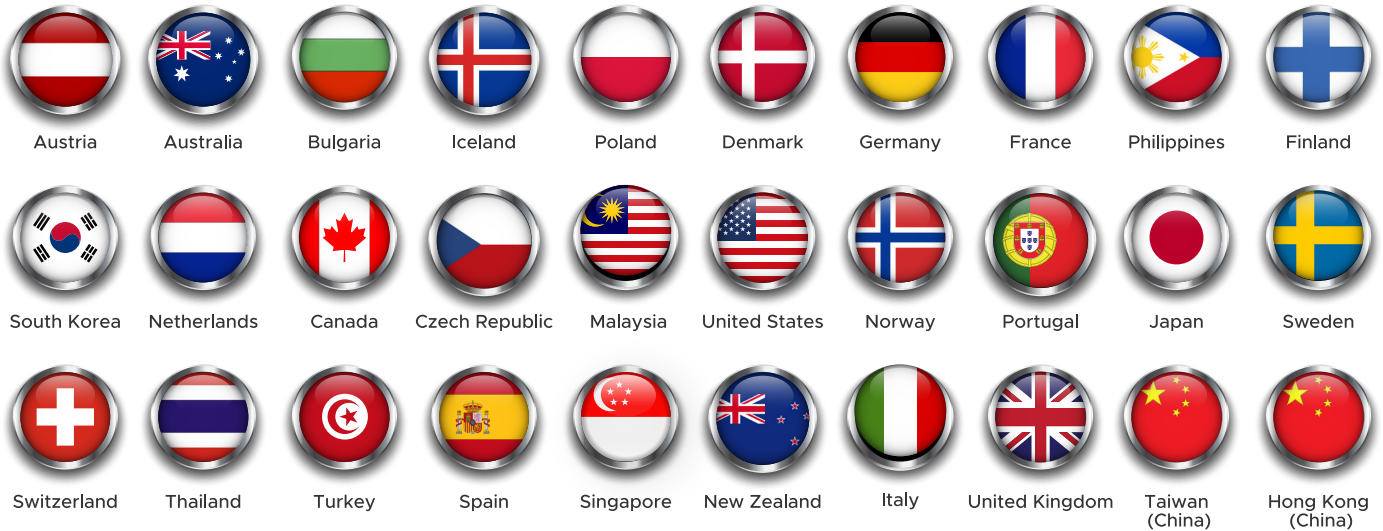 Austria
Australia
Bulgaria
Iceland
Poland
Denmark
Germany
France
Philippines
Finland
South Korea
Netherlands
Canada
Czech Republic
Malaysia
United States
Norway
Portugal
Japan
Sweden
Switzerland
Thailand
Turkey
Spain
Singapore
New Zealand
Italy
United Kingdom
Taiwan
(China)
Hong Kong
(China)